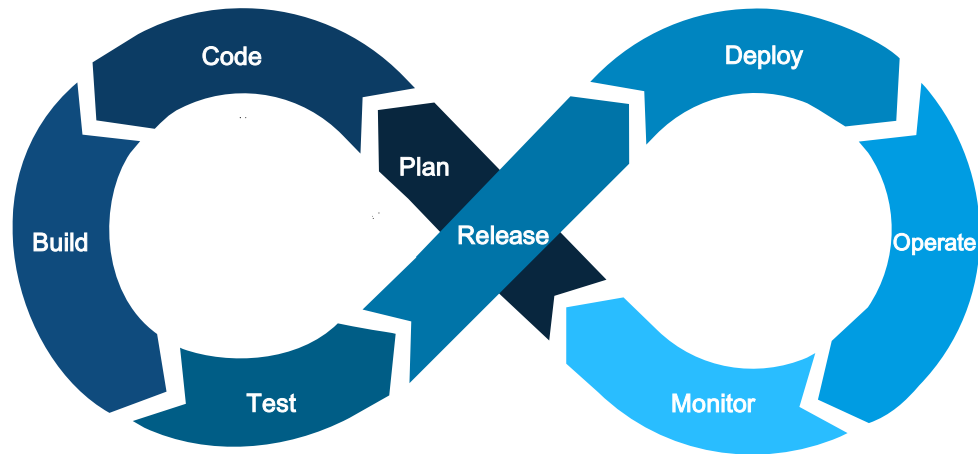 Code
Deploy
Plan
Release
Build
Operate
Test
Monitor